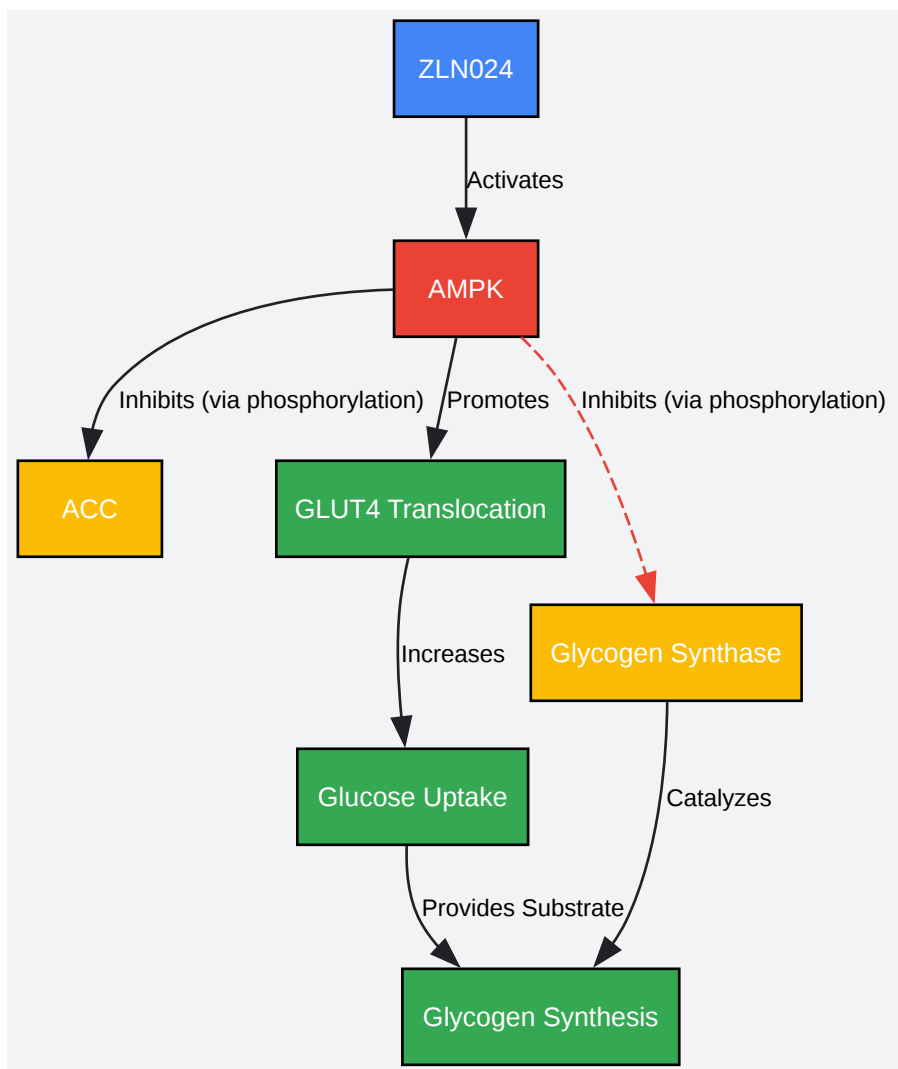 ZLN024
Activates
AMPK
Inhibits (via phosphorylation)
Promotes
Inhibits (via phosphorylation)
ACC
GLUT4 Translocation
Increases
Glycogen Synthase
Glucose Uptake
Catalyzes
Provides Substrate
Glycogen Synthesis